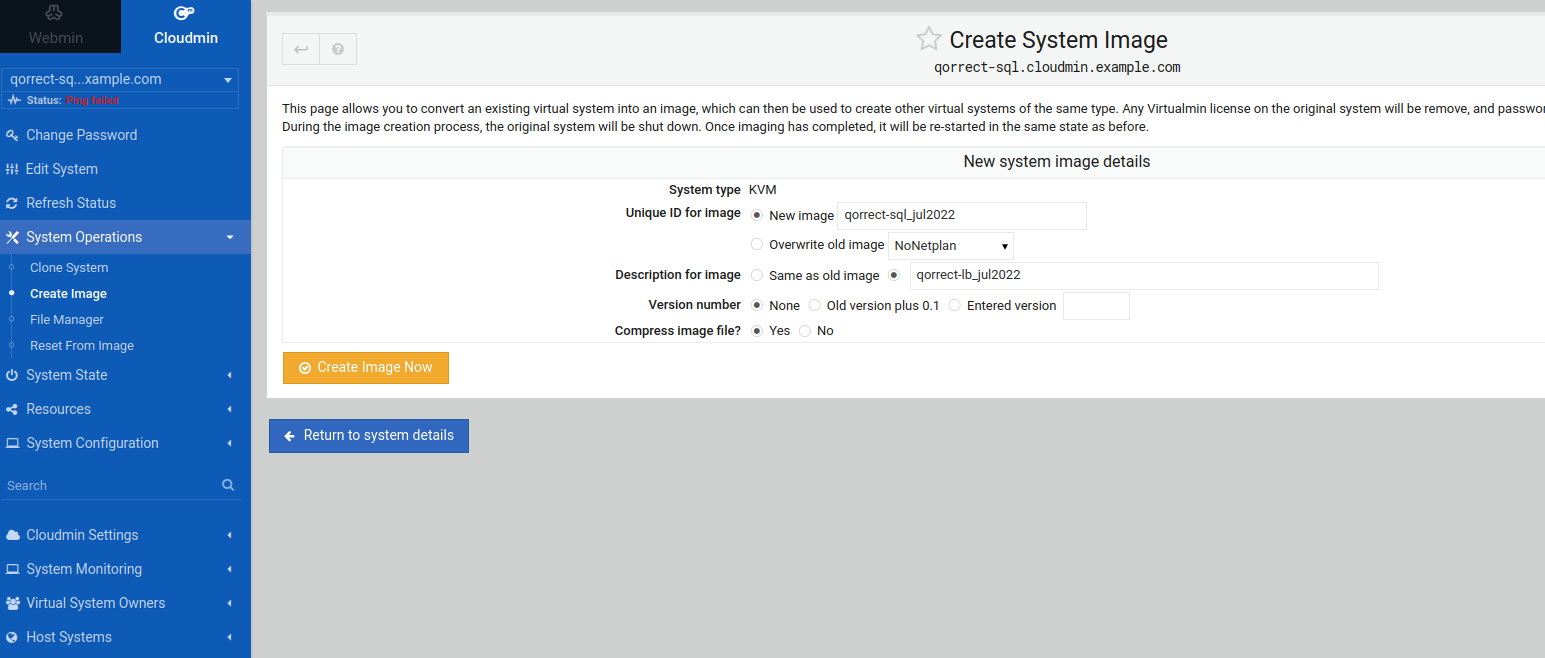 Webmin
Cloudmin
qorrect-sq...xample.com
Status: Ping failed
Change Password
Edit System
Refresh Status
System Operations
Clone System
Create Image
File Manager
Reset From Image
System State
Resources
System Configuration
Search
Cloudmin Settings
System Monitoring
Virtual System Owners
Host Systems
Create System Image
qorrect-sql.cloudmin.example.com
This page allows you to convert an existing virtual system into an image, which can then be used to create other virtual systems of the same type. Any Virtualmin license on the original system will be remove, and passwor
During the image creation process, the original system will be shut down. Once imaging has completed, it will be re-started in the same state as before.
New system image details
System type KVM
Unique ID for image New image qorrect-sql_jul2022
Overwrite old image NoNetplan
Description for image Same as old image qorrect-lb_jul2022
Version number None Old version plus 0.1 Entered version
Compress image file? Yes No
Create Image Now
Return to system details